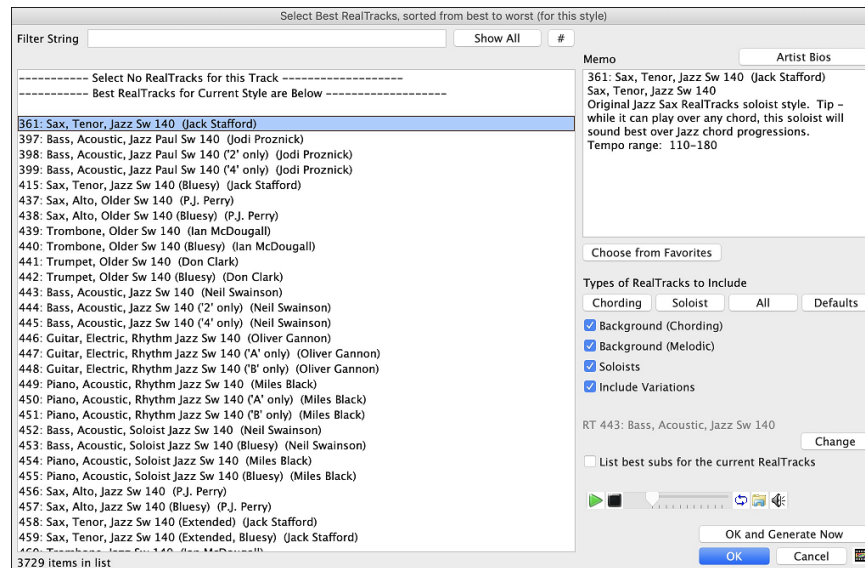 Select Best RealTracks, sorted from best to worst (for this style)
Filter String
Show All
#
----------- Select No RealTracks for this Track -------------------
----------- Best RealTracks for Current Style are Below -------------------
361: Sax, Tenor, Jazz Sw 140 (Jack Stafford)
397: Bass, Acoustic, Jazz Paul Sw 140 (Jodi Proznick)
398: Bass, Acoustic, Jazz Paul Sw 140 ('2' only) (Jodi Proznick)
399: Bass, Acoustic, Jazz Paul Sw 140 ('4' only) (Jodi Proznick)
415: Sax, Tenor, Jazz Sw 140 (Bluesy) (Jack Stafford)
437: Sax, Alto, Older Sw 140 (P.J. Perry)
438: Sax, Alto, Older Sw 140 (Bluesy) (P.J. Perry)
439: Trombone, Older Sw 140 (Ian McDougall)
440: Trombone, Older Sw 140 (Bluesy) (Ian McDougall)
441: Trumpet, Older Sw 140 (Don Clark)
442: Trumpet, Older Sw 140 (Bluesy) (Don Clark)
443: Bass, Acoustic, Jazz Sw 140 (Neil Swainson)
444: Bass, Acoustic, Jazz Sw 140 ('2' only) (Neil Swainson)
445: Bass, Acoustic, Jazz Sw 140 ('4' only) (Neil Swainson)
446: Guitar, Electric, Rhythm Jazz Sw 140 (Oliver Gannon)
447: Guitar, Electric, Rhythm Jazz Sw 140 ('A' only) (Oliver Gannon)
448: Guitar, Electric, Rhythm Jazz Sw 140 ('B' only) (Oliver Gannon)
449: Piano, Acoustic, Rhythm Jazz Sw 140 (Miles Black)
450: Piano, Acoustic, Rhythm Jazz Sw 140 ('A' only) (Miles Black)
451: Piano, Acoustic, Rhythm Jazz Sw 140 ('B' only) (Miles Black)
452: Bass, Acoustic, Soloist Jazz Sw 140 (Neil Swainson)
453: Bass, Acoustic, Soloist Jazz Sw 140 (Bluesy) (Neil Swainson)
454: Piano, Acoustic, Soloist Jazz Sw 140 (Miles Black)
455: Piano, Acoustic, Soloist Jazz Sw 140 (Bluesy) (Miles Black)
456: Sax, Alto, Jazz Sw 140 (P.J. Perry)
457: Sax, Alto, Jazz Sw 140 (Bluesy) (P.J. Perry)
458: Sax, Tenor, Jazz Sw 140 (Extended) (Jack Stafford)
459: Sax, Tenor, Jazz Sw 140 (Extended, Bluesy) (Jack Stafford)
460: Trombone, Jazz Sw 140 (Ian McDougall)
3729 items in list
Memo
Artist Bios
361: Sax, Tenor, Jazz Sw 140 (Jack Stafford)
Sax, Tenor, Jazz Sw 140
Original Jazz Sax RealTracks soloist style. Tip -
while it can play over any chord, this soloist will
sound best over Jazz chord progressions.
Tempo range: 110-180
Choose from Favorites
Types of RealTracks to Include
Chording
Soloist
All
Defaults
Background (Chording)
Background (Melodic)
Soloists
Include Variations
RT 443: Bass, Acoustic, Jazz Sw 140
Change
List best subs for the current RealTracks
OK and Generate Now
OK
Cancel